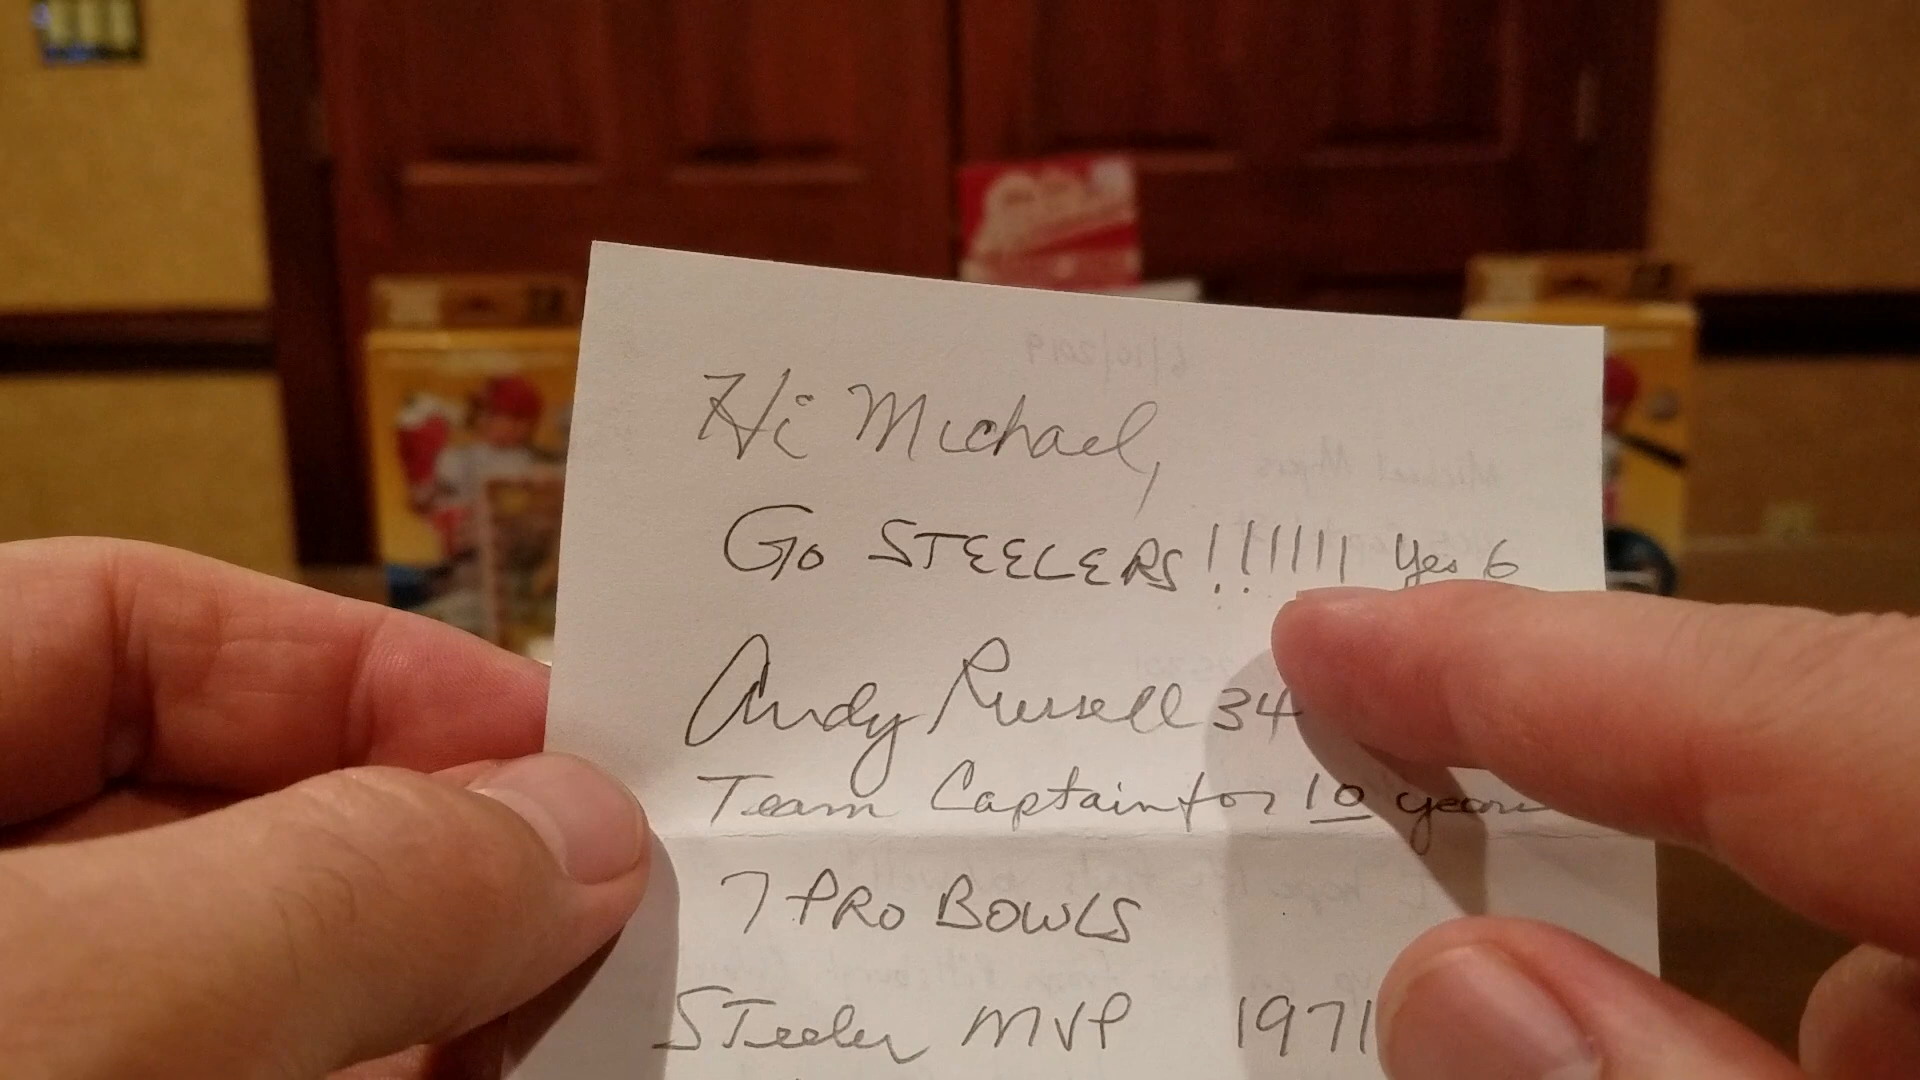 Hi Michael,
Go STEELERS!!!!!!! Yes 6
Andy Russell 34
Team Captain for 10 years
7 PRO BOWLS
STeeler MVP 1971